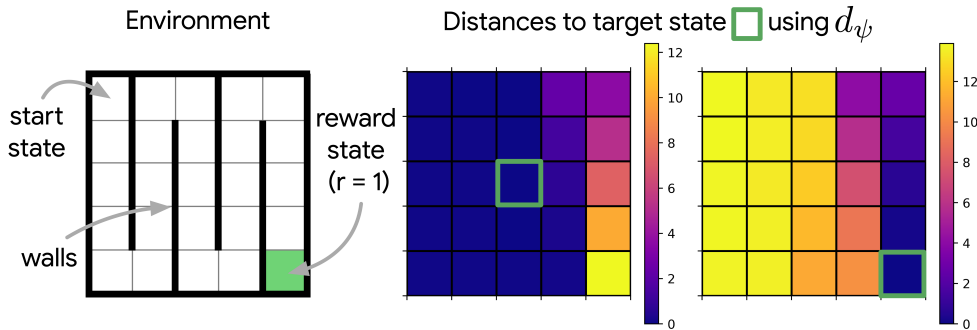 Environment
Distances to target state using dψ
start
state
walls
reward
state
(r = 1)
12
10
8
6
4
2
0
12
10
8
6
4
2
0